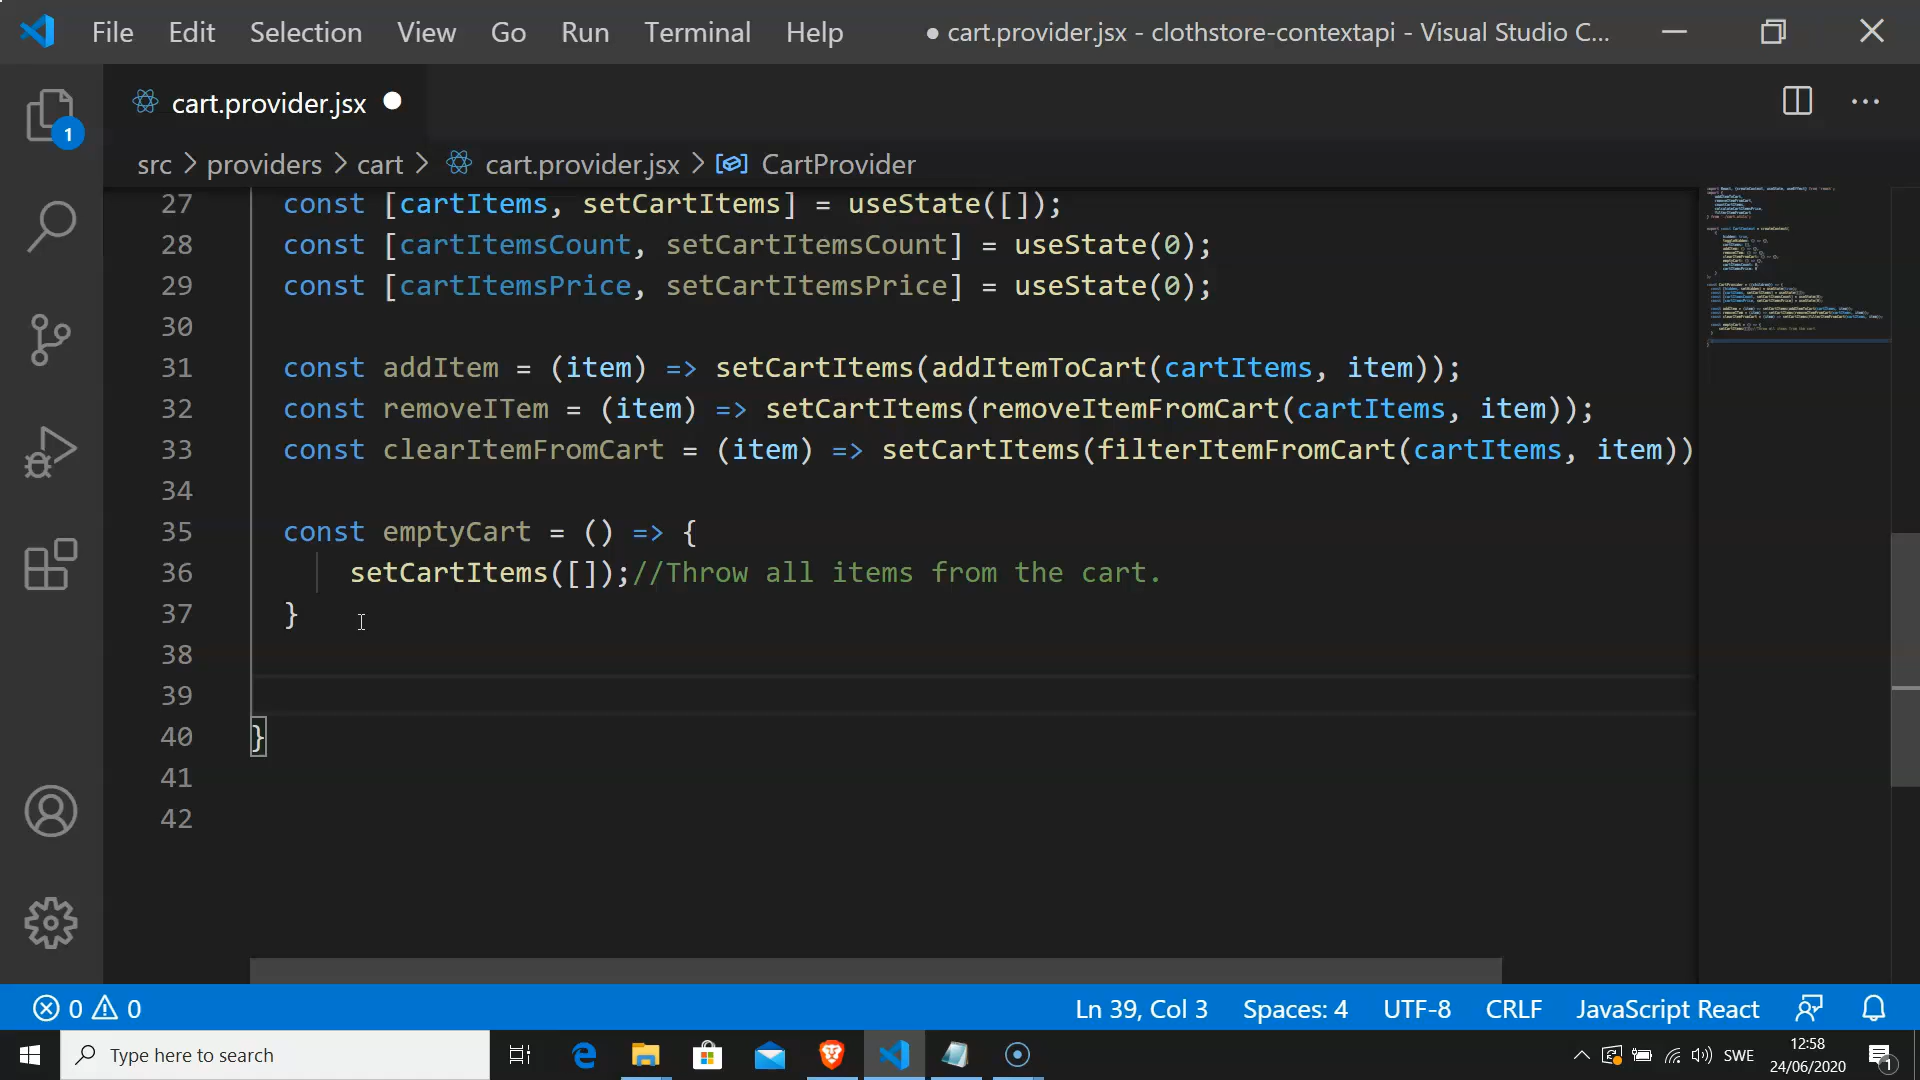 File Edit Selection View Go Run Terminal Help ● cart.provider.jsx - clothstore-contextapi - Visual Studio C...
cart.provider.jsx
1
src > providers > cart > cart.provider.jsx > CartProvider
27 const [cartItems, setCartItems] = useState([]);
28 const [cartItemsCount, setCartItemsCount] = useState(0);
29 const [cartItemsPrice, setCartItemsPrice] = useState(0);
30
31 const addItem = (item) => setCartItems(addItemToCart(cartItems, item));
32 const removeITem = (item) => setCartItems(removeItemFromCart(cartItems, item));
33 const clearItemFromCart = (item) => setCartItems(filterItemFromCart(cartItems, item))
34
35 const emptyCart = () => {
36 setCartItems([]);//Throw all items from the cart.
37 }
38
39
40 }
41
42
0 0 Ln 39, Col 3 Spaces: 4 UTF-8 CRLF JavaScript React
Type here to search SWE 12:58
24/06/2020 1